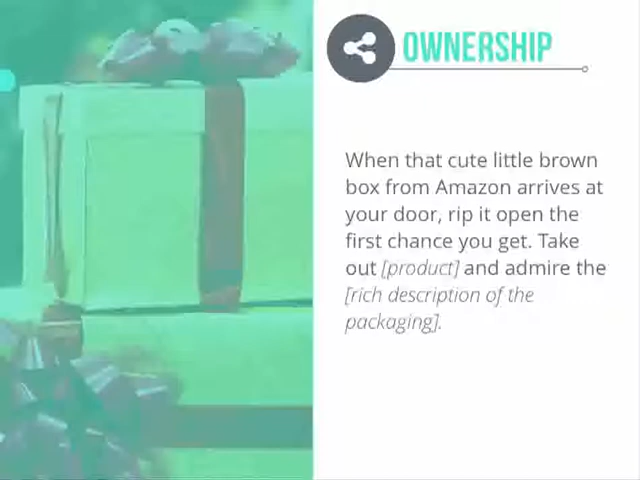 OWNERSHIP
When that cute little brown
box from Amazon arrives at
your door, rip it open the
first chance you get. Take
out [product] and admire the
[rich description of the
packaging].